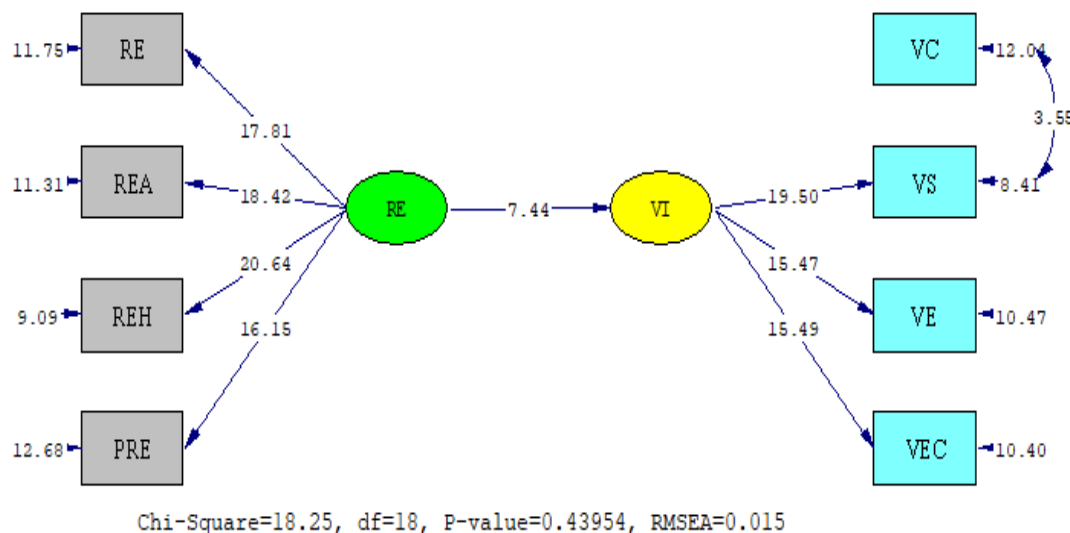 11.75 RE VC 12.04
17.81
3.55
11.31 REA 18.42 RE 7.44 VI 19.50 VS 8.41
20.64 15.47
9.09 REH VE 10.47
16.15 15.49
12.68 PRE VEC 10.40
Chi-Square=18.25, df=18, P-value=0.43954, RMSEA=0.015